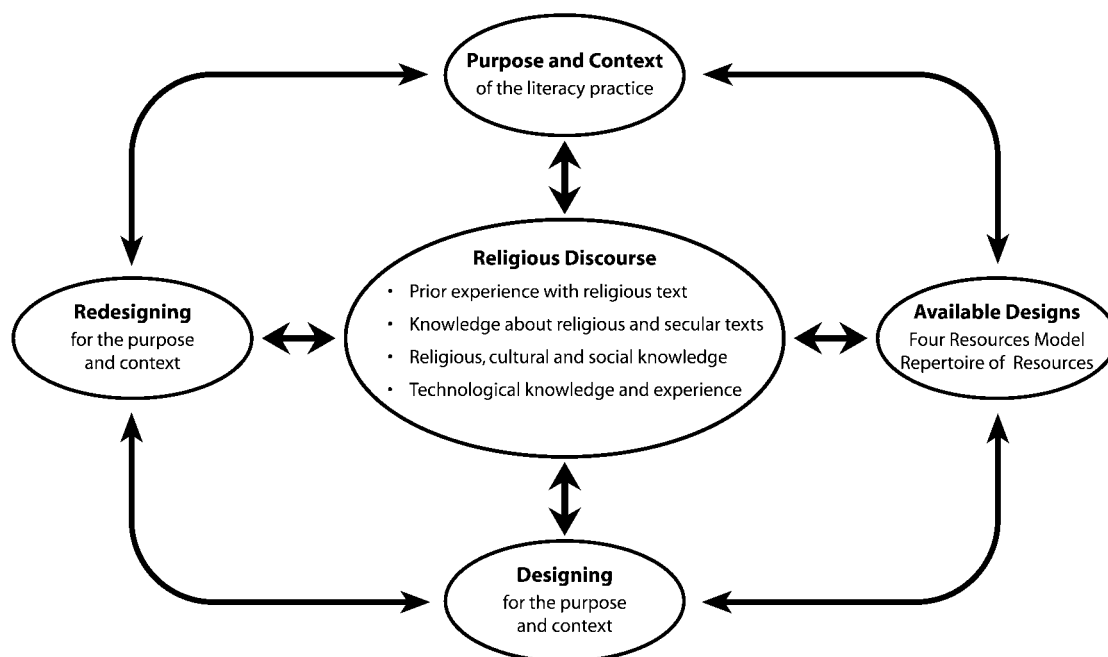 Purpose and Context
of the literacy practice
Religious Discourse
• Prior experience with religious text
• Knowledge about religious and secular texts
• Religious, cultural and social knowledge
• Technological knowledge and experience
Redesigning
for the purpose
and context
Available Designs
Four Resources Model
Repertoire of Resources
Designing
for the purpose
and context